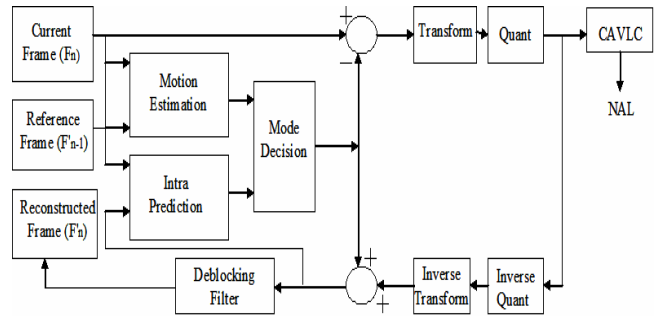 Current
Frame (Fn)
Reference
Frame (F'n-1)
Reconstructed
Frame (F'n)
Motion
Estimation
Intra
Prediction
Mode
Decision
+
−
Transform
Quant
CAVLC
NAL
Deblocking
Filter
+
+
Inverse
Transform
Inverse
Quant